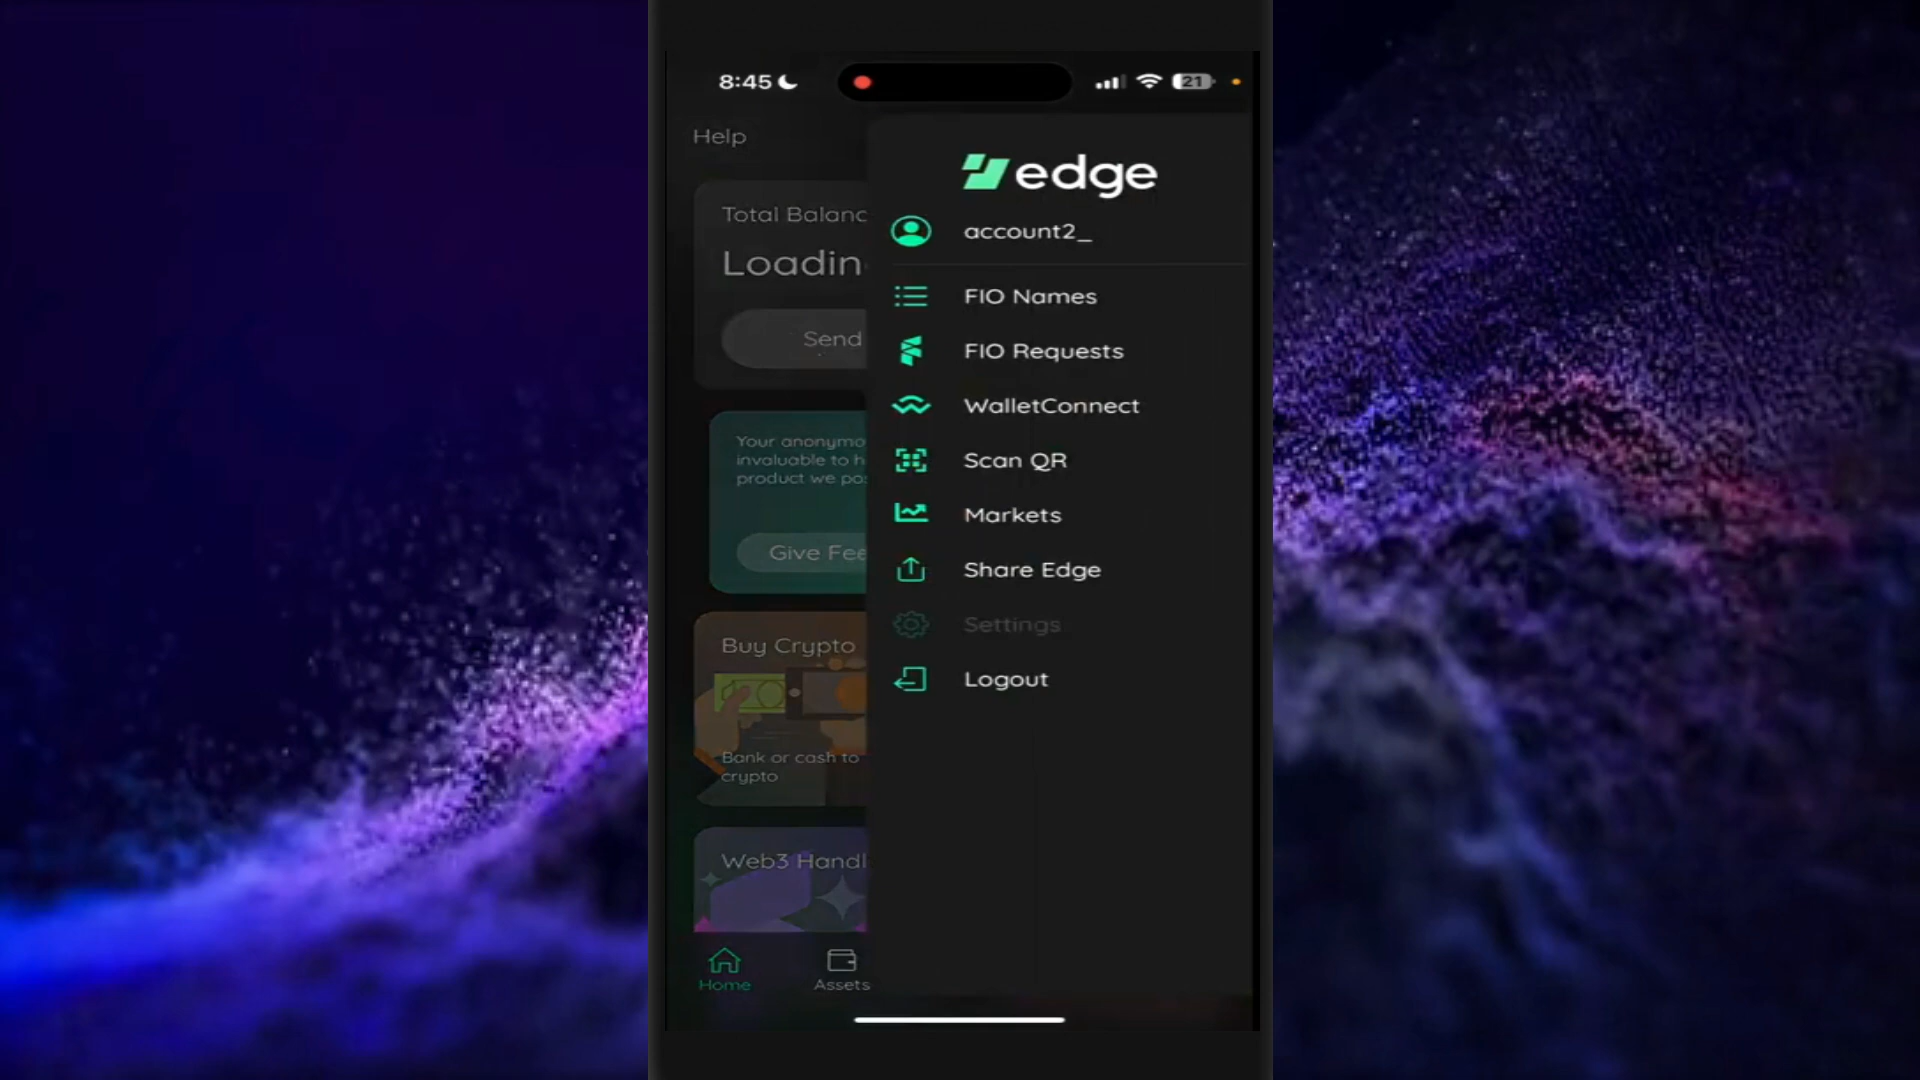 8:45
21
Help
edge
account2_
Total Balanc
Loadin
Send
FIO Names
FIO Requests
WalletConnect
Scan QR
Markets
Share Edge
Settings
Logout
Your anonymo
invaluable to h
product we po
Give Fee
Buy Crypto
Bank or cash to
crypto
Web3 Handl
Home
Assets